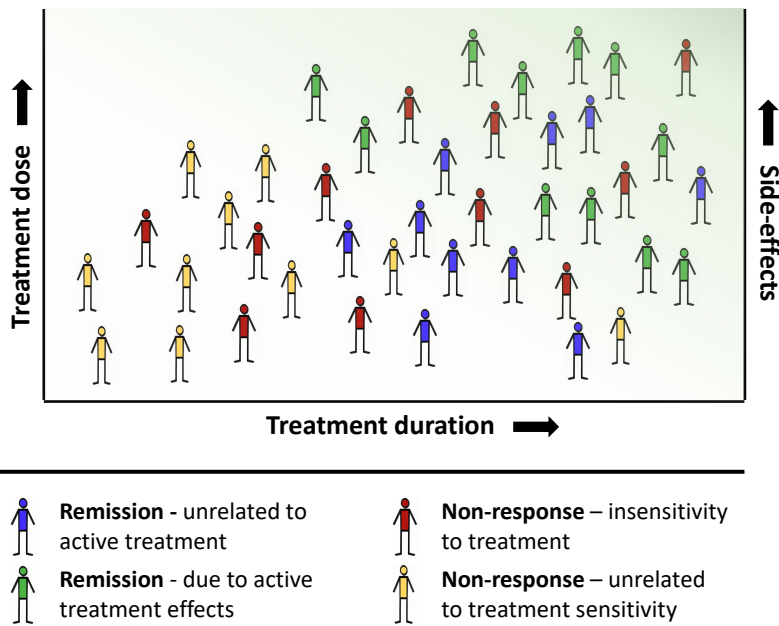 Treatment dose
Side-effects
Treatment duration
Remission - unrelated to
active treatment
Remission - due to active
treatment effects
Non-response – insensitivity
to treatment
Non-response – unrelated
to treatment sensitivity